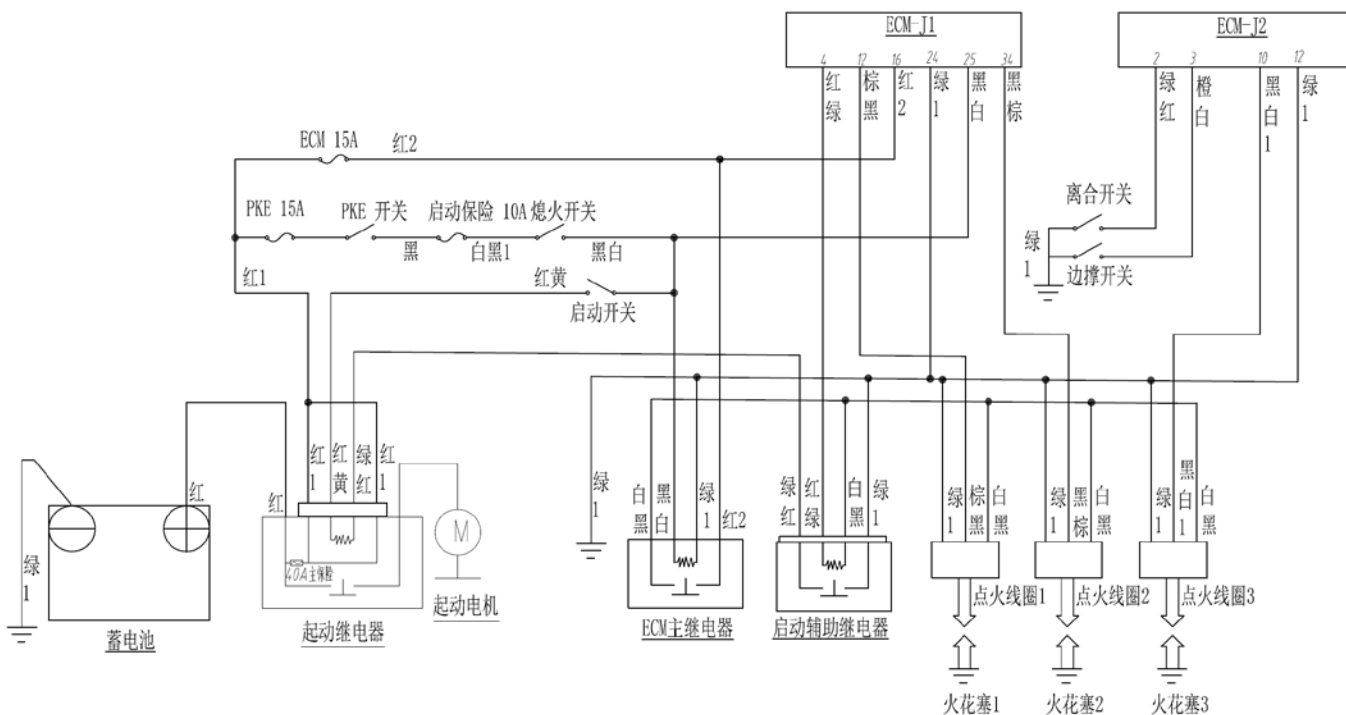 ECM-J1
ECM-J2
4 12 16 24 25 34
2 3 10 12
红绿
棕黑
红2
绿1
黑白
黑棕
绿红
橙白
黑白1
绿1
ECM 15A
红2
PKE 15A
PKE 开关
启动保险 10A
熄火开关
黑
白黑1
黑白
离合开关
绿1
边撑开关
红1
红黄
启动开关
红
红
红1
红黄
绿红
红1
绿1
40A主保险
M
蓄电池
起动继电器
起动电机
绿1
白黑
黑白
绿1
红2
ECM主继电器
绿红
红绿
白黑
绿1
启动辅助继电器
绿1
棕黑
白黑
绿1
黑棕
白黑
绿1
黑白1
白黑
点火线圈1
点火线圈2
点火线圈3
火花塞1
火花塞2
火花塞3